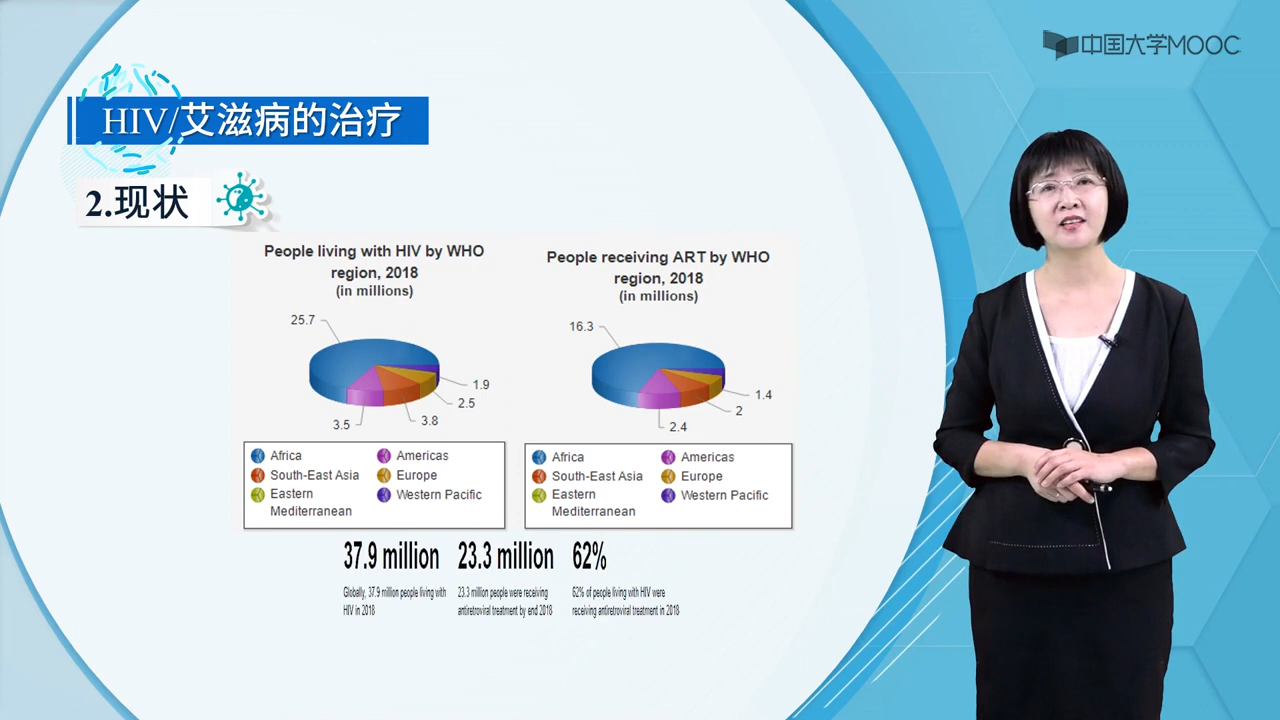 中国大学MOOC
HIV/艾滋病的治疗
2.现状
People living with HIV by WHO
region, 2018
(in millions)
25.7
1.9
2.5
3.8
3.5
Africa
Americas
South-East Asia
Europe
Eastern
Mediterranean
Western Pacific
People receiving ART by WHO
region, 2018
(in millions)
16.3
1.4
2
2.4
Africa
Americas
South-East Asia
Europe
Eastern
Mediterranean
Western Pacific
37.9 million
Globally, 37.9 million people living with
HIV in 2018
23.3 million
23.3 million people were receiving
antiretroviral treatment by end 2018
62%
62% of people living with HIV were
receiving antiretroviral treatment in 2018